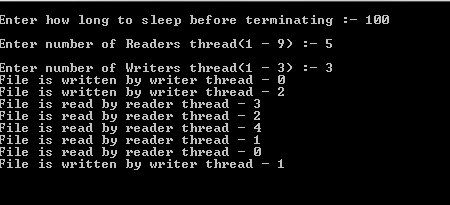 Enter how long to sleep before terminating :- 100
Enter number of Readers thread(1 - 9) :- 5
Enter number of Writers thread(1 - 3) :- 3
File is written by writer thread - 0
File is written by writer thread - 2
File is read by reader thread - 3
File is read by reader thread - 2
File is read by reader thread - 4
File is read by reader thread - 1
File is read by reader thread - 0
File is written by writer thread - 1